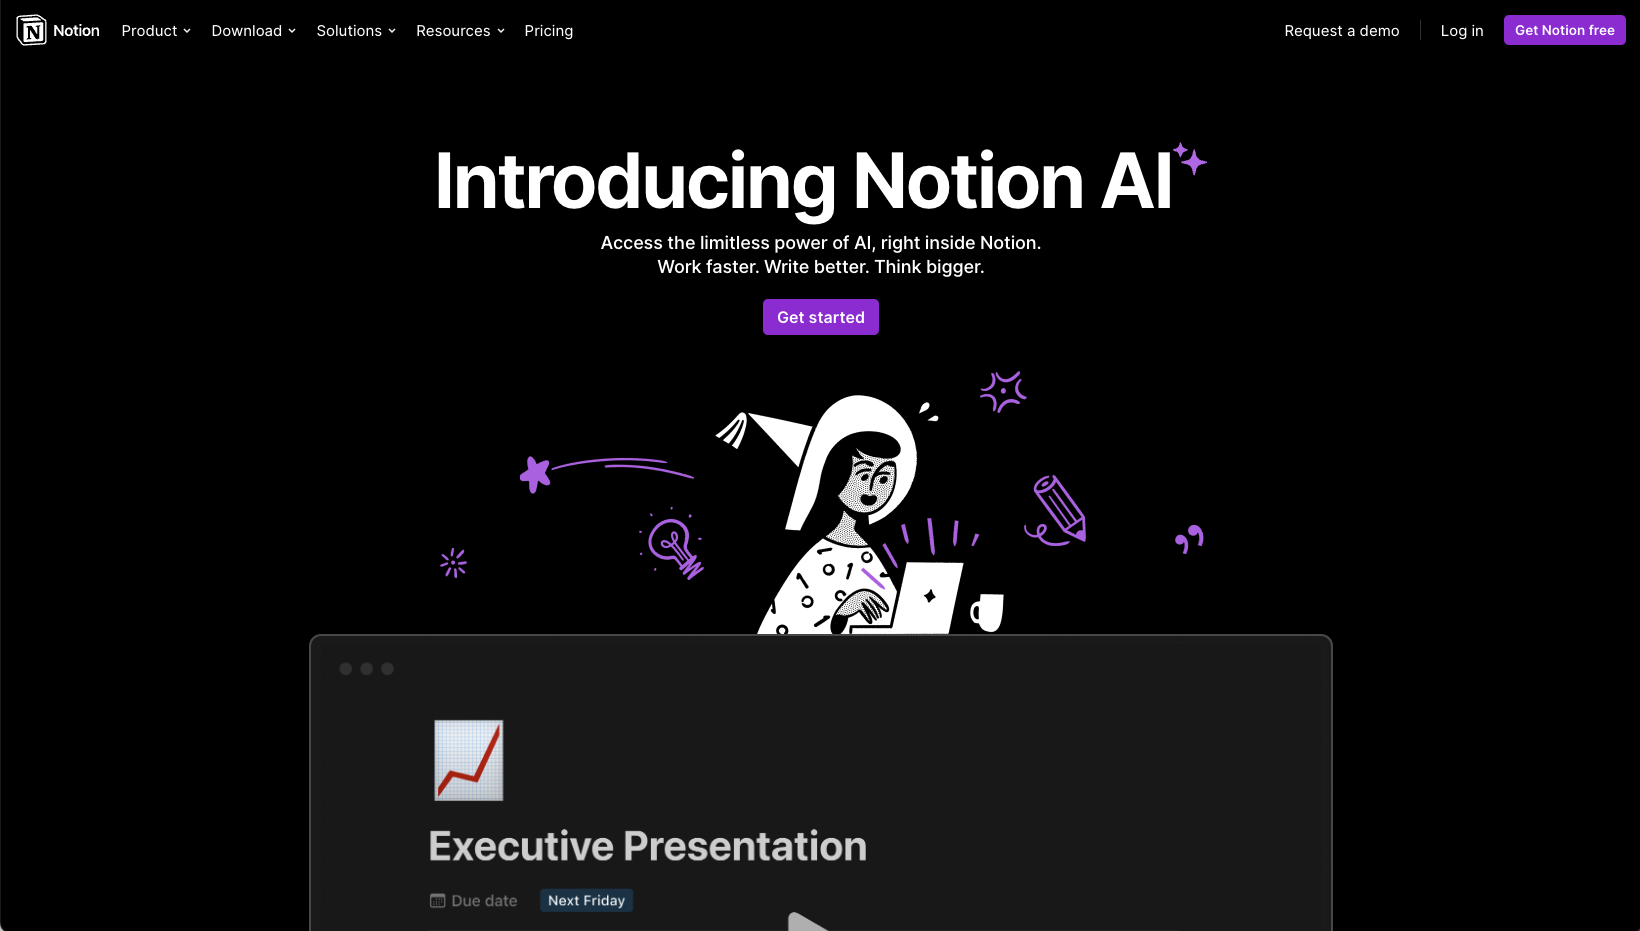 Notion Product Download Solutions Resources Pricing Request a demo Log in Get Notion free
Introducing Notion AI
Access the limitless power of AI, right inside Notion.
Work faster. Write better. Think bigger.
Get started
Executive Presentation
Due date Next Friday